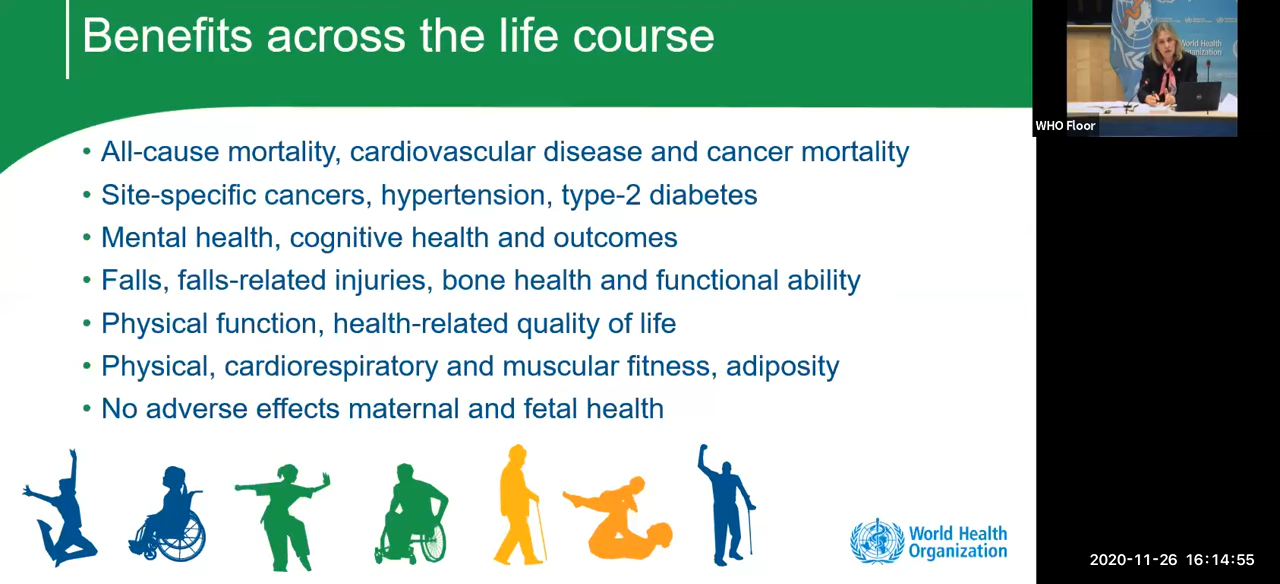 Benefits across the life course
• All-cause mortality, cardiovascular disease and cancer mortality
• Site-specific cancers, hypertension, type-2 diabetes
• Mental health, cognitive health and outcomes
• Falls, falls-related injuries, bone health and functional ability
• Physical function, health-related quality of life
• Physical, cardiorespiratory and muscular fitness, adiposity
• No adverse effects maternal and fetal health
World Health
Organization
World Health
Organization
WHO Floor
2020-11-26 16:14:55